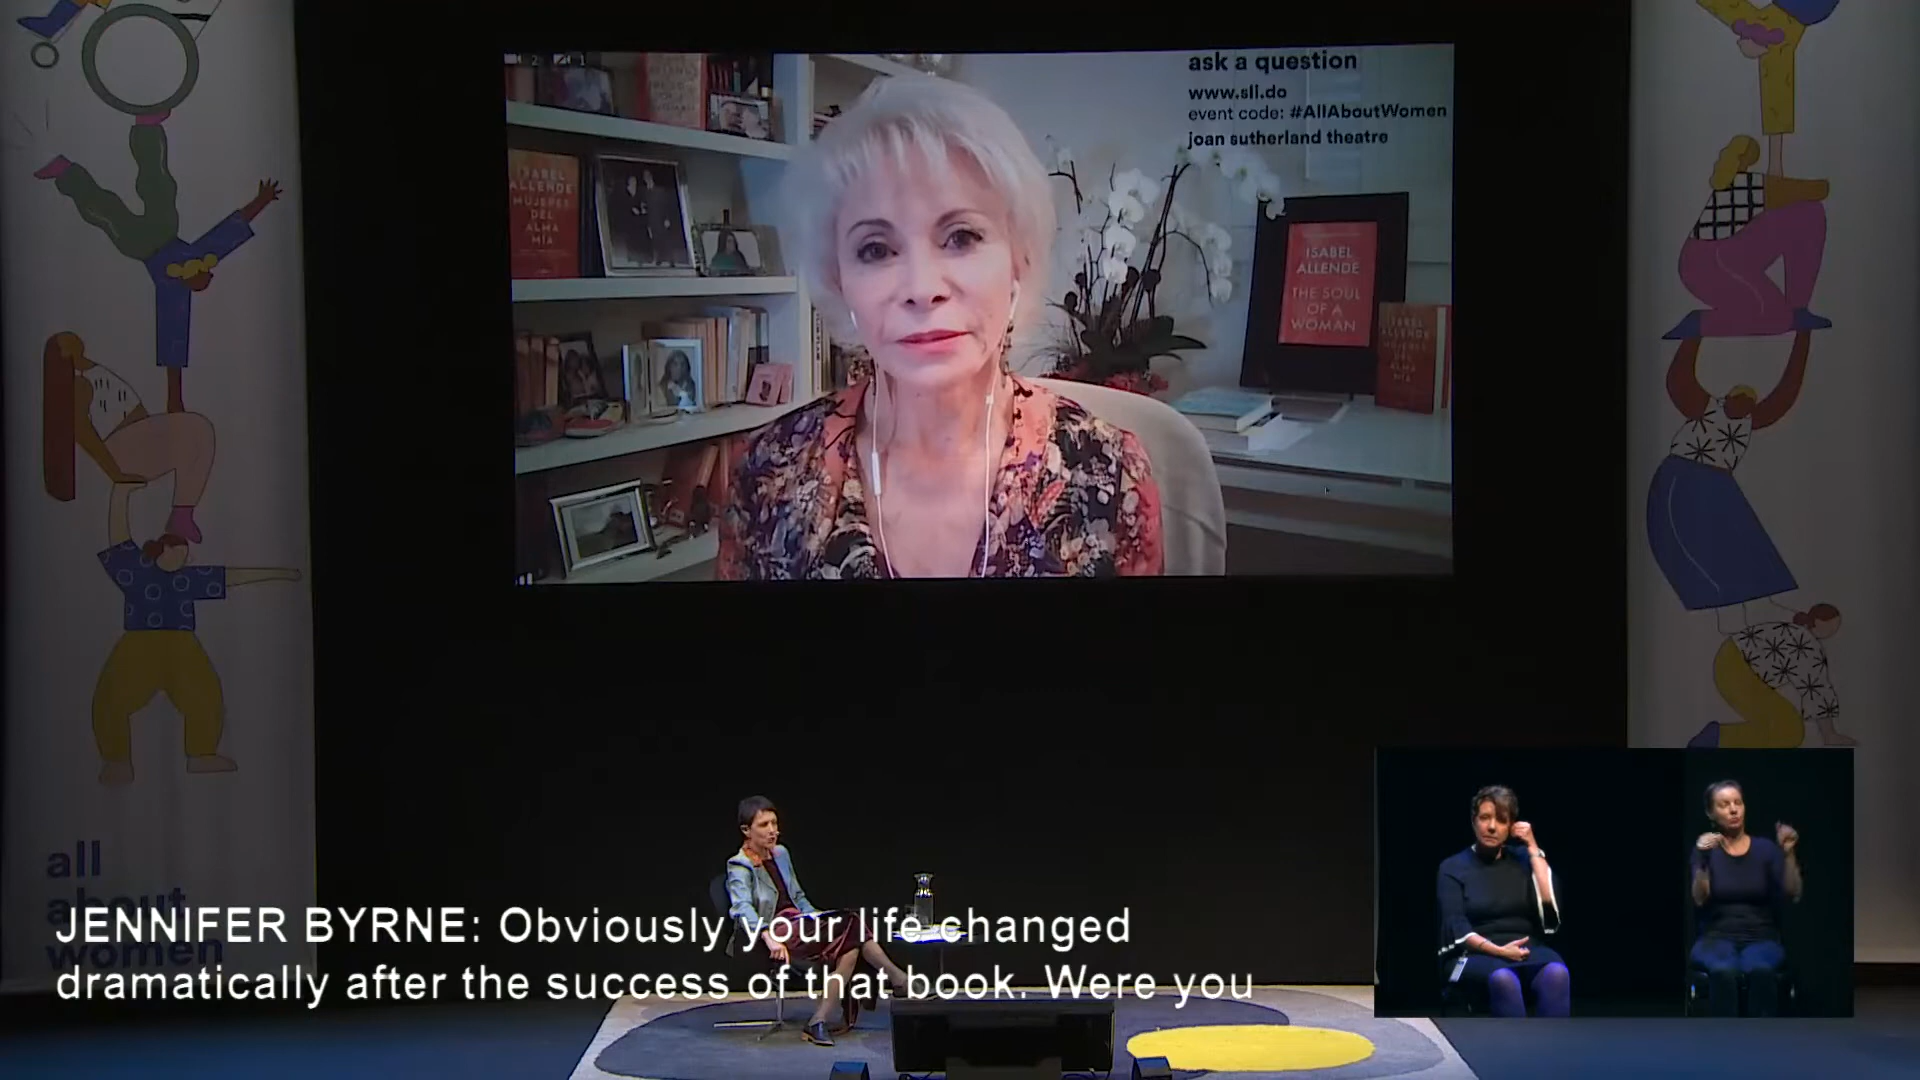 ask a question
www.sli.do
event code: #AllAboutWomen
joan sutherland theatre
ISABEL
ALLENDE
MUJERES
DEL
ALMA
MÍA
ISABEL
ALLENDE
THE SOUL
OF A
WOMAN
ISABEL
ALLENDE
MUJERES
DEL
ALMA
MÍA
all
about
women
JENNIFER BYRNE: Obviously your life changed
dramatically after the success of that book. Were you